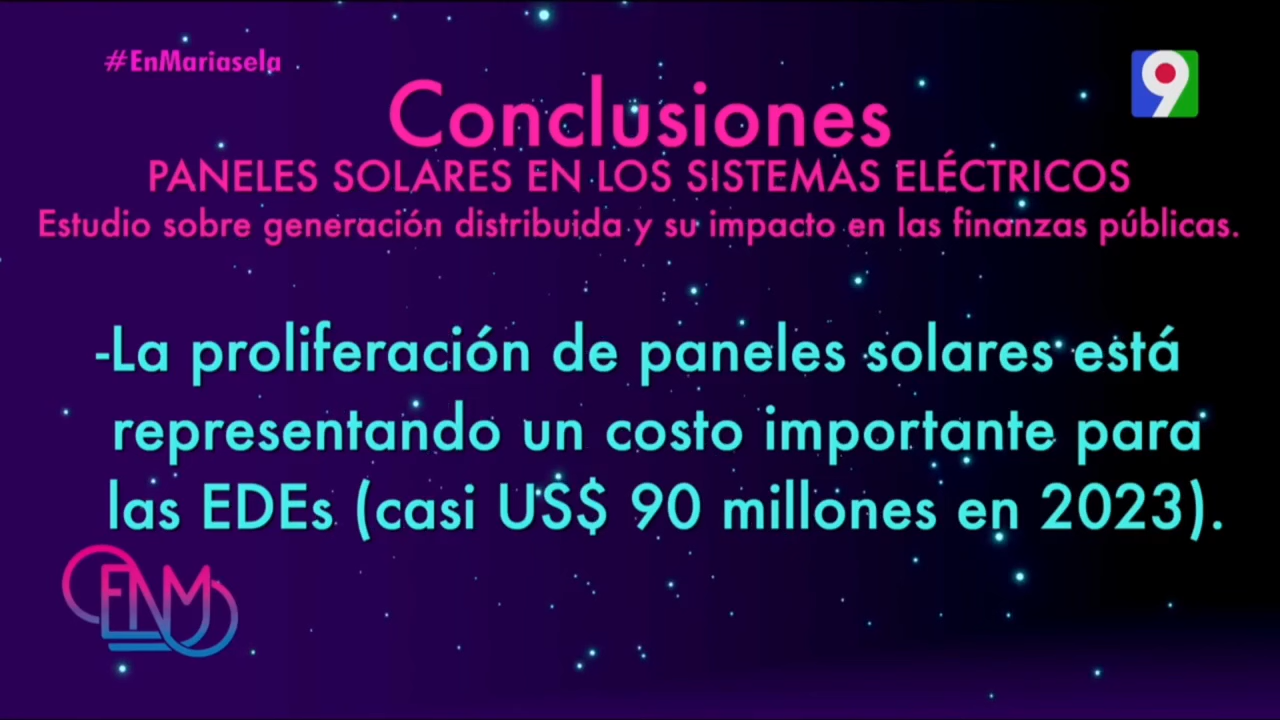 #EnMariasela
9
Conclusiones
PANELES SOLARES EN LOS SISTEMAS ELÉCTRICOS
Estudio sobre generación distribuida y su impacto en las finanzas públicas.
-La proliferación de paneles solares está
representando un costo importante para
las EDEs (casi US$ 90 millones en 2023).
ENM